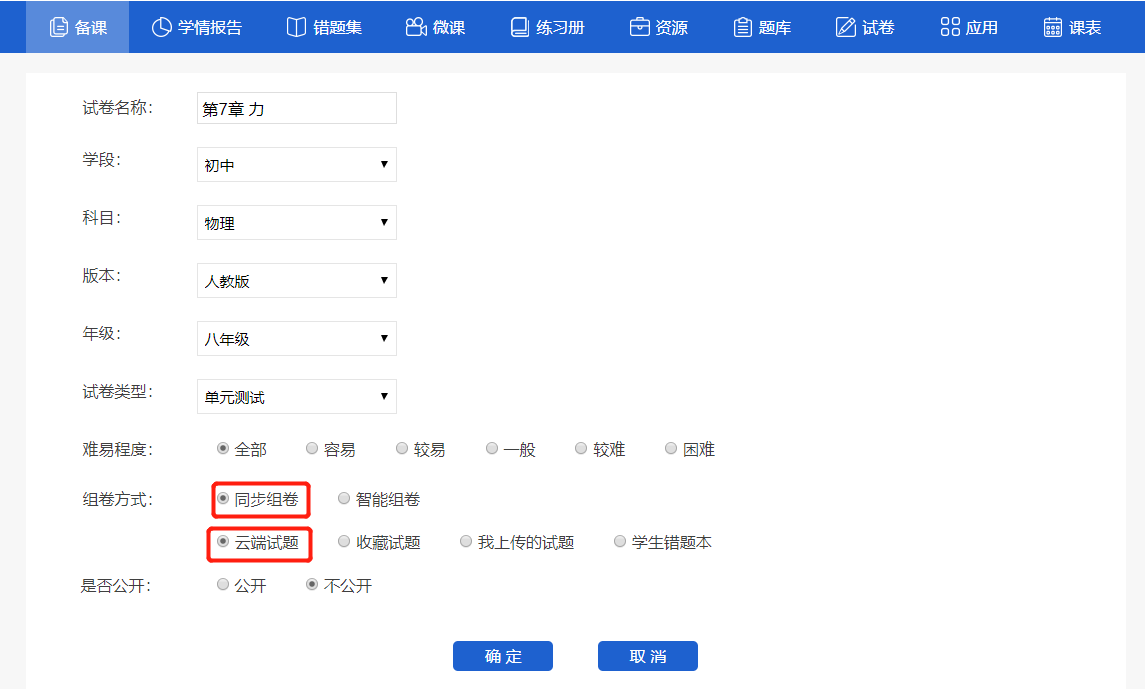 备课 学情报告 错题集 微课 练习册 资源 题库 试卷 应用 课表
试卷名称： 第7章 力
学段： 初中
科目： 物理
版本： 人教版
年级： 八年级
试卷类型： 单元测试
难易程度： 全部 容易 较易 一般 较难 困难
组卷方式： 同步组卷 智能组卷
云端试题 收藏试题 我上传的试题 学生错题本
是否公开： 公开 不公开
确 定 取 消